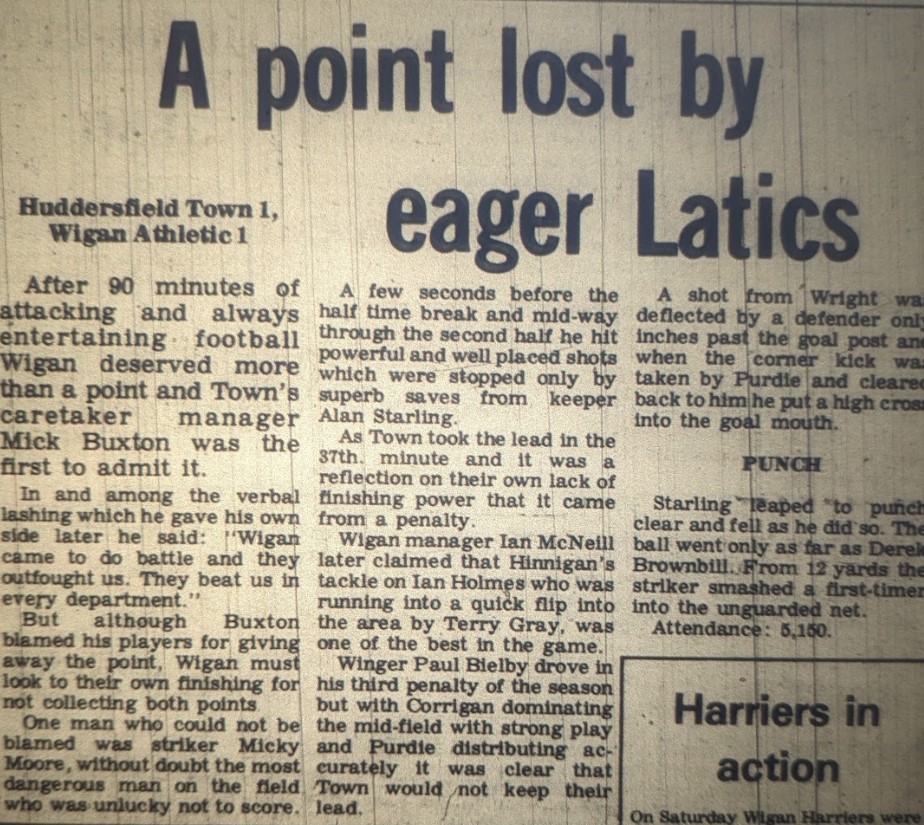 A point lost by
eager Latics
Huddersfield Town 1,
Wigan Athletic 1
After 90 minutes of
attacking and always
entertaining football
Wigan deserved more
than a point and Town's
caretaker manager
Mick Buxton was the
first to admit it.
In and among the verbal
lashing which he gave his own
side later he said: "Wigan
came to do battle and they
outfought us. They beat us in
every department."
But although Buxton
blamed his players for giving
away the point, Wigan must
look to their own finishing for
not collecting both points
One man who could not be
blamed was striker Micky
Moore, without doubt the most
dangerous man on the field
who was unlucky not to score.
A few seconds before the
half time break and mid-way
through the second half he hit
powerful and well placed shots
which were stopped only by
superb saves from keeper
Alan Starling.
As Town took the lead in the
37th. minute and it was a
reflection on their own lack of
finishing power that it came
from a penalty.
Wigan manager Ian McNeill
later claimed that Hinnigan's
tackle on Ian Holmes who was
running into a quick flip into
the area by Terry Gray, was
one of the best in the game.
Winger Paul Bielby drove in
his third penalty of the season
but with Corrigan dominating
the mid-field with strong play
and Purdie distributing ac-
curately it was clear that
Town would not keep their
lead.
A shot from Wright wa
deflected by a defender onl
inches past the goal post an
when the corner kick wa
taken by Purdie and cleare
back to him he put a high cros
into the goal mouth.
PUNCH
Starling leaped to punch
clear and fell as he did so. The
ball went only as far as Derek
Brownbill. From 12 yards the
striker smashed a first-timer
into the unguarded net.
Attendance: 5,150.
Harriers in
action
On Saturday Wigan Harriers were